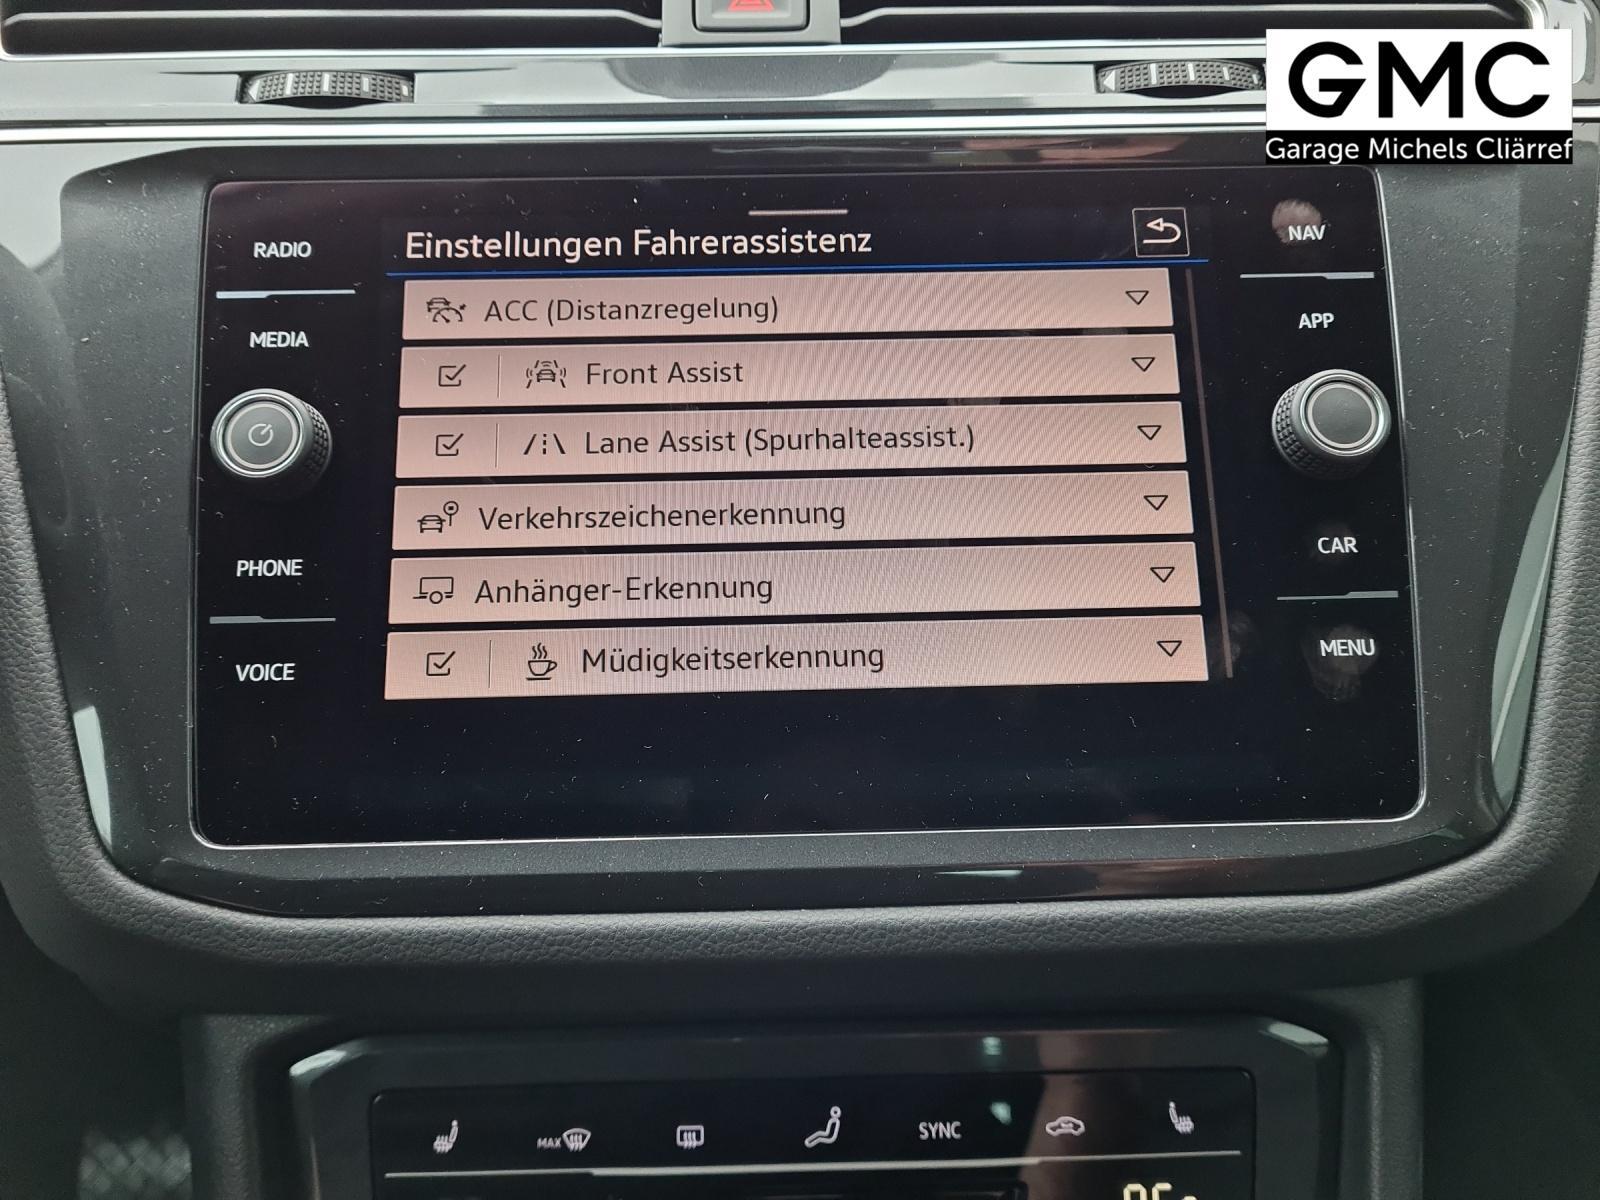 GMC
Garage Michels Cliärref
RADIO
MEDIA
PHONE
VOICE
Einstellungen Fahrerassistenz
ACC (Distanzregelung)
Front Assist
Lane Assist (Spurhalteassist.)
Verkehrszeichenerkennung
Anhänger-Erkennung
Müdigkeitserkennung
NAV
APP
CAR
MENU
MAX
SYNC